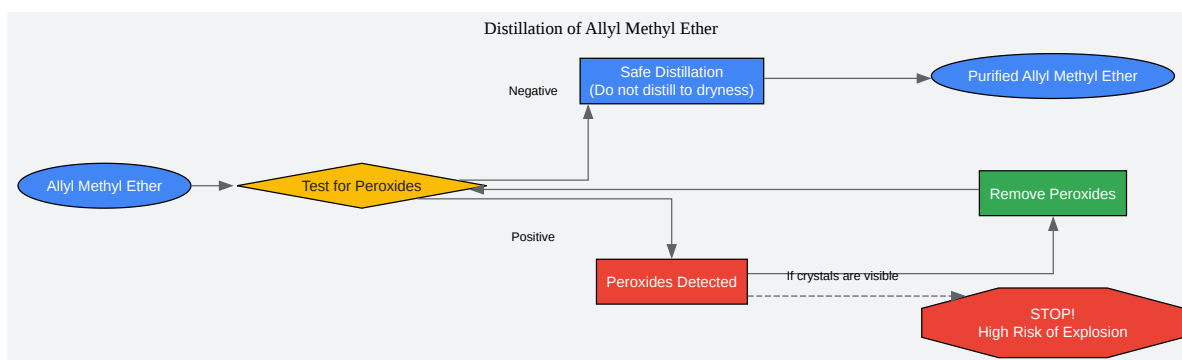 Distillation of Allyl Methyl Ether
Safe Distillation
(Do not distill to dryness)
Purified Allyl Methyl Ether
Negative
Allyl Methyl Ether
Test for Peroxides
Remove Peroxides
Positive
Peroxides Detected
If crystals are visible
STOP!
High Risk of Explosion